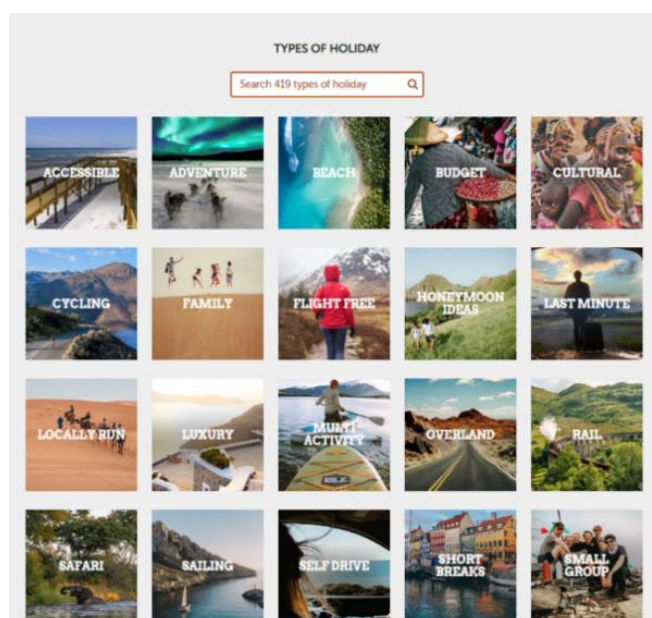 TYPES OF HOLIDAY
Search 419 types of holiday
ACCESSIBLE
ADVENTURE
BEACH
BUDGET
CULTURAL
CYCLING
FAMILY
FLIGHT FREE
HONEYMOON
IDEAS
LAST MINUTE
LOCALLY RUN
LUXURY
MULTI
ACTIVITY
OVERLAND
RAIL
SAFARI
SAILING
SELF DRIVE
SHORT
BREAKS
SMALL
GROUP